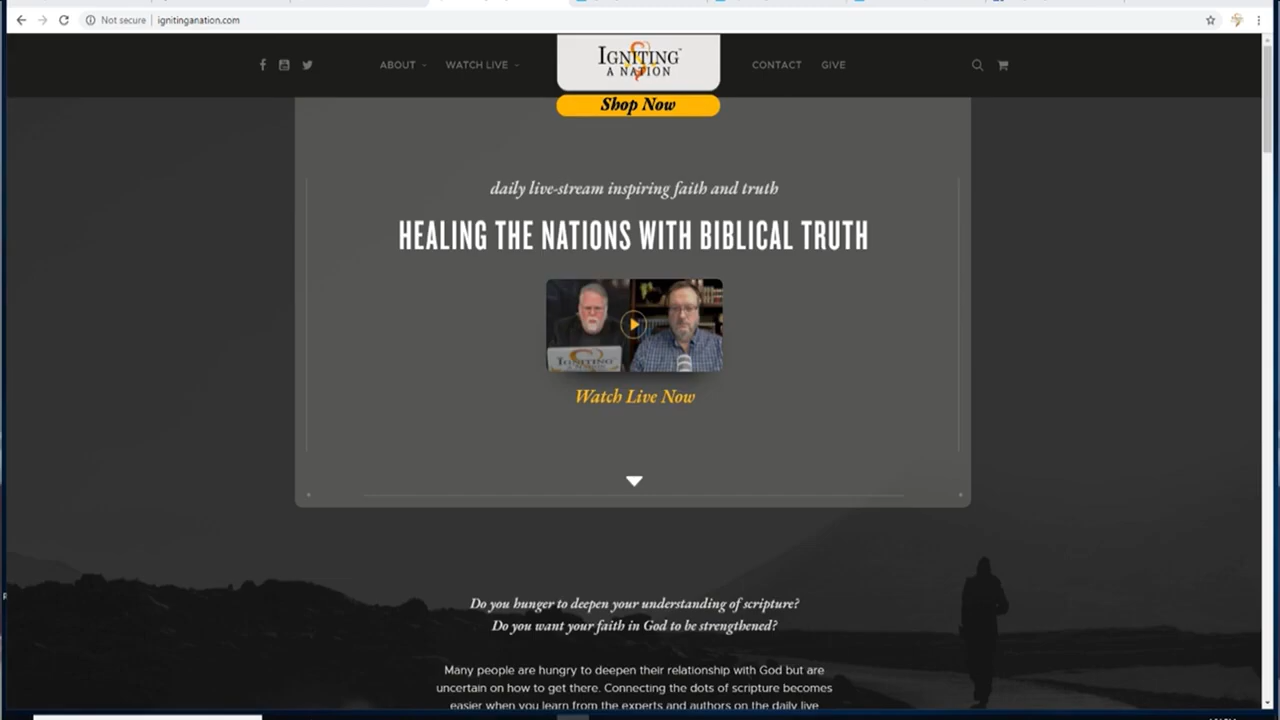 Not secure
ignitinganation.com
ABOUT
WATCH LIVE
IGNITING
A NATION
CONTACT
GIVE
Shop Now
daily live-stream inspiring faith and truth
HEALING THE NATIONS WITH BIBLICAL TRUTH
IGNITING
Watch Live Now
Do you hunger to deepen your understanding of scripture?
Do you want your faith in God to be strengthened?
Many people are hungry to deepen their relationship with God but are
uncertain on how to get there. Connecting the dots of scripture becomes
easier when you learn from the experts and authors on the daily live